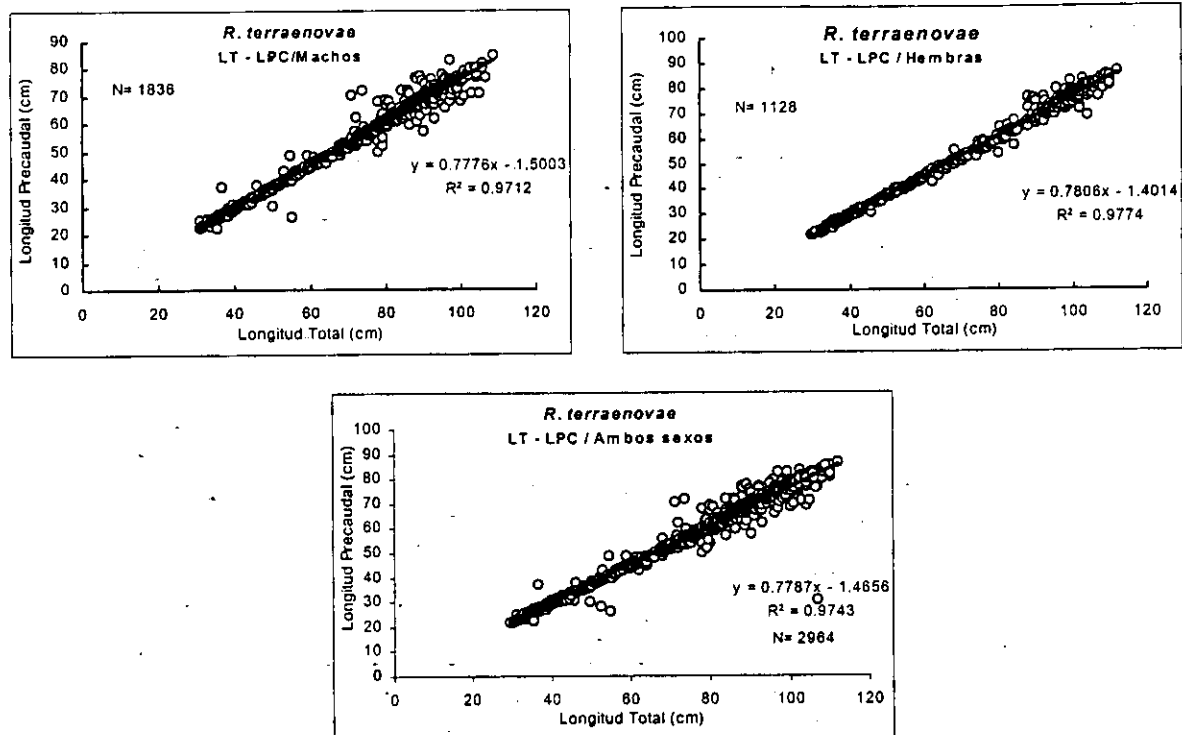 R. terraenovae
LT - LPC/Machos
N= 1836
y = 0.7776x - 1.5003
R² = 0.9712
Longitud Precaudal (cm)
90
80
70
60
50
40
30
20
10
0
0 20 40 60 80 100 120
Longitud Total (cm)
R. terraenovae
LT - LPC / Hembras
N= 1128
y = 0.7806x - 1.4014
R² = 0.9774
Longitud Precaudal (cm)
100
90
80
70
60
50
40
30
20
10
0
0 20 40 60 80 100 120
Longitud Total (cm)
R. terraenovae
LT - LPC / Ambos sexos
y = 0.7787x - 1.4656
R² = 0.9743
N= 2964
Longitud Precaudal (cm)
100
90
80
70
60
50
40
30
20
10
0
0 20 40 60 80 100 120
Longitud Total (cm)